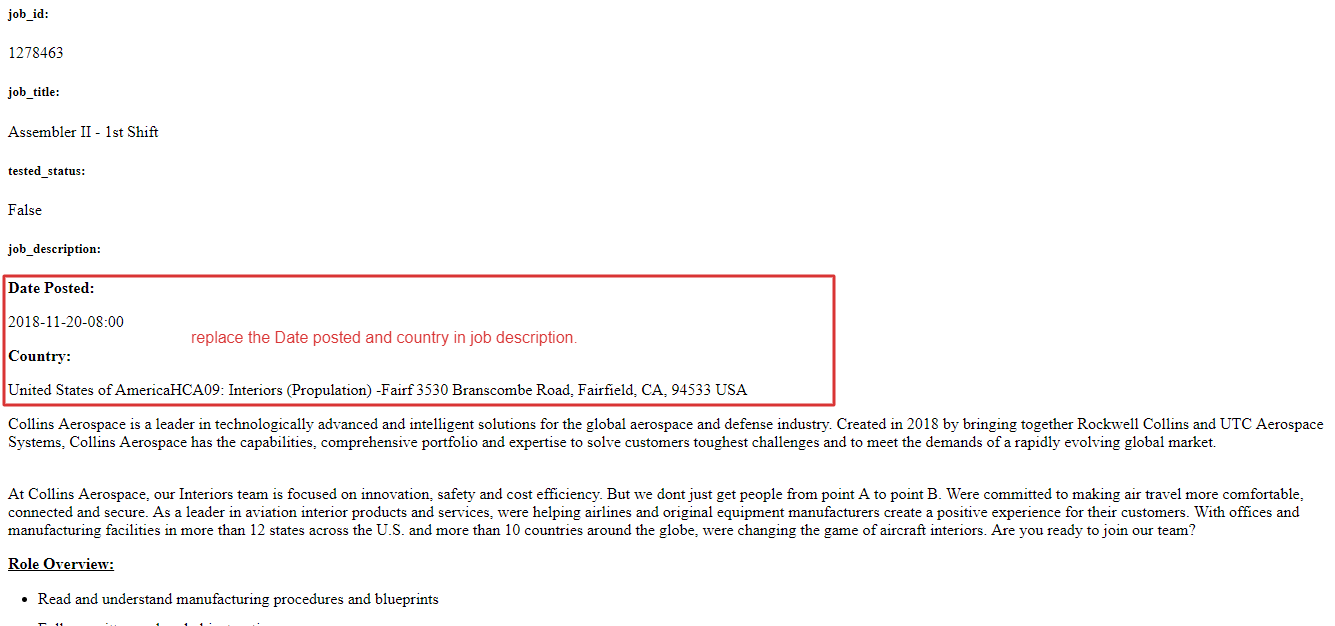 job_id:
1278463
job_title:
Assembler II - 1st Shift
tested_status:
False
job_description:
Date Posted:
2018-11-20-08:00
replace the Date posted and country in job description.
Country:
United States of AmericaHCA09: Interiors (Propulation) -Fairf 3530 Branscombe Road, Fairfield, CA, 94533 USA
Collins Aerospace is a leader in technologically advanced and intelligent solutions for the global aerospace and defense industry. Created in 2018 by bringing together Rockwell Collins and UTC Aerospace
Systems, Collins Aerospace has the capabilities, comprehensive portfolio and expertise to solve customers toughest challenges and to meet the demands of a rapidly evolving global market.
At Collins Aerospace, our Interiors team is focused on innovation, safety and cost efficiency. But we dont just get people from point A to point B. Were committed to making air travel more comfortable,
connected and secure. As a leader in aviation interior products and services, were helping airlines and original equipment manufacturers create a positive experience for their customers. With offices and
manufacturing facilities in more than 12 states across the U.S. and more than 10 countries around the globe, were changing the game of aircraft interiors. Are you ready to join our team?
Role Overview:
• Read and understand manufacturing procedures and blueprints